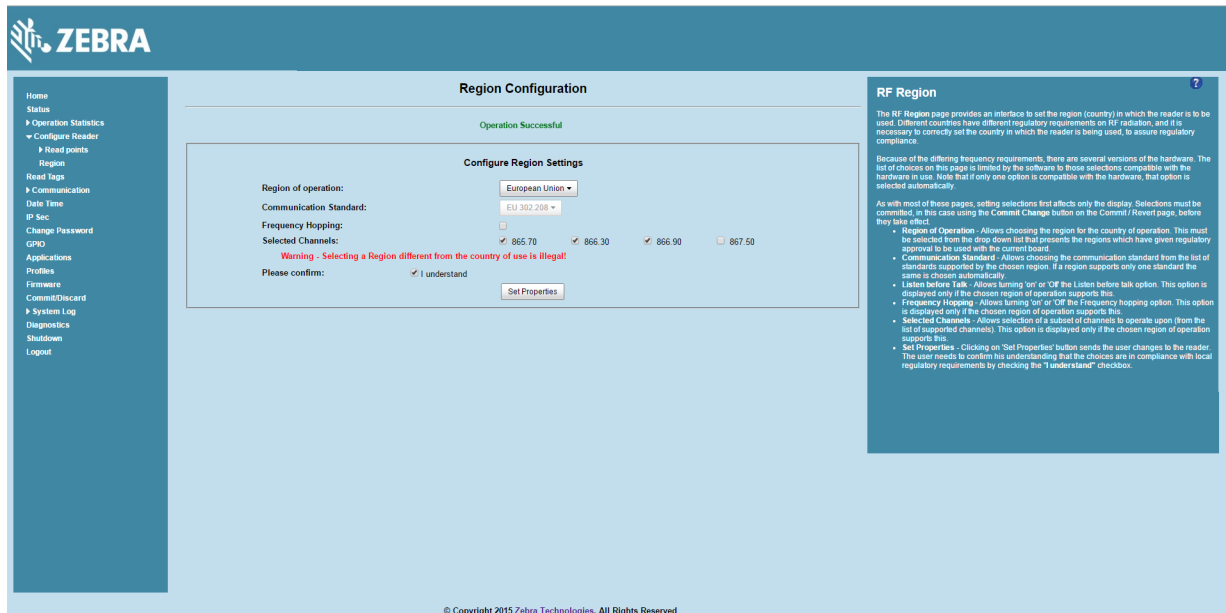 ZEBRA
Home
Status
Operation Statistics
Configure Reader
Read points
Region
Read Tags
Communication
Date Time
IP Sec
Change Password
GPIO
Applications
Profiles
Firmware
Commit/Discard
System Log
Diagnostics
Shutdown
Logout
Region Configuration
Operation Successful
Configure Region Settings
Region of operation: European Union
Communication Standard: EU 302.208
Frequency Hopping:
Selected Channels: 865.70 866.30 866.90 867.50
Warning - Selecting a Region different from the country of use is illegal!
Please confirm: I understand
Set Properties
?
RF Region
The RF Region page provides an interface to set the region (country) in which the reader is to be
used. Different countries have different regulatory requirements on RF radiation, and it is
necessary to correctly set the country in which the reader is being used, to assure regulatory
compliance.
Because of the differing frequency requirements, there are several versions of the hardware. The
list of choices on this page is limited by the software to those selections compatible with the
hardware in use. Note that if only one option is compatible with the hardware, that option is
selected automatically.
As with most of these pages, setting selections first affects only the display. Selections must be
committed, in this case using the Commit Change button on the Commit / Revert page, before
they take effect.
• Region of Operation - Allows choosing the region for the country of operation. This must
be selected from the drop down list that presents the regions which have given regulatory
approval to be used with the current board.
• Communication Standard - Allows choosing the communication standard from the list of
standards supported by the chosen region. If a region supports only one standard the
same is chosen automatically.
• Listen before Talk - Allows turning 'on' or 'Off' the Listen before talk option. This option is
displayed only if the chosen region of operation supports this.
• Frequency Hopping - Allows turning 'on' or 'Off' the Frequency hopping option. This option
is displayed only if the chosen region of operation supports this.
• Selected Channels - Allows selection of a subset of channels to operate upon (from the
list of supported channels). This option is displayed only if the chosen region of operation
supports this.
• Set Properties - Clicking on 'Set Properties' button sends the user changes to the reader.
The user needs to confirm his understanding that the choices are in compliance with local
regulatory requirements by checking the "I understand" checkbox.
© Copyright 2015 Zebra Technologies. All Rights Reserved